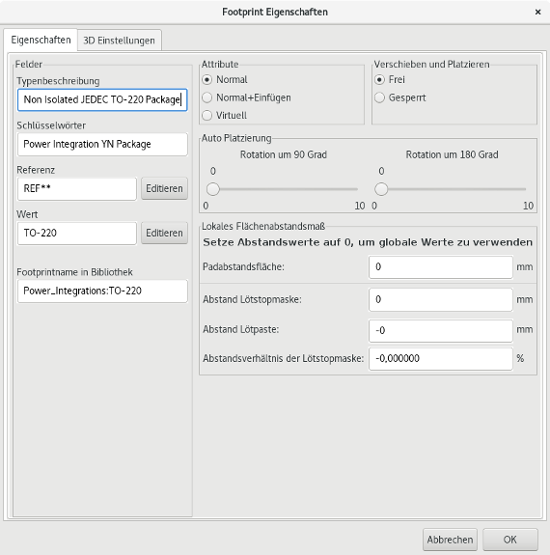 Footprint Eigenschaften
×
Eigenschaften
3D Einstellungen
Felder
Typenbeschreibung
Non Isolated JEDEC TO-220 Package
Schlüsselwörter
Power Integration YN Package
Referenz
REF**
Editieren
Wert
TO-220
Editieren
Footprintname in Bibliothek
Power_Integrations:TO-220
Attribute
Normal
Normal+Einfügen
Virtuell
Verschieben und Platzieren
Frei
Gesperrt
Auto Platzierung
Rotation um 90 Grad
0
0 10
Rotation um 180 Grad
0
0 10
Lokales Flächenabstandsmaß
Setze Abstandswerte auf 0, um globale Werte zu verwenden
Padabstandsfläche: 0 mm
Abstand Lötstopmaske: 0 mm
Abstand Lötpaste: -0 mm
Abstandsverhältnis der Lötstopmaske: -0,000000 %
Abbrechen
OK